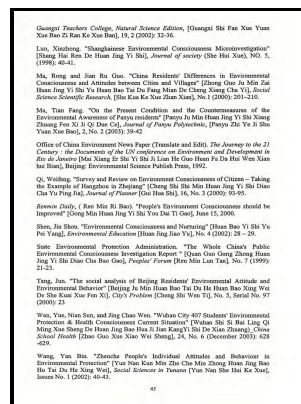 Guangxi Teachers College, Natural Science Edition, [Guangxi Shi Fan Xue Yuan
Xue Bao Zi Ran Ke Xue Ban], 19, 2 (2002): 32-36.
Luo, Xinzhong. "Shanghainese Environmental Consciousness Microinvestigation"
[Shang Hai Ren De Huan Jing Yi Shi], Journal of society (She Hui Xue), NO. 5,
(1998): 40-41.
Ma, Rong and Jian Ru Guo. "China Residents' Differences in Environmental
Consciousness and Attitudes between Cities and Villages" [Zhong Guo Ju Min Zai
Huan Jing Yi Shi Yu Huan Bao Tai Du Fang Mian De Cheng Xiang Cha Yi], Social
Science Scientific Research, [She Kua Ke Xue Zhan Xian], No.1 (2000): 201–210.
Ma, Tian Fang. "On the Present Condition and the Countermeasures of the
Environmental Awareness of Panyu residents" [Panyu Ju Min Huan Jing Yi Shi Xiang
Zhuang Fen Xi Ji Qi Due Ce], Journal of Panyu Polytechnic, [Panyu Zhi Ye Ji Shu
Yuan Xue Bao], 2, No. 2 (2003): 39-42
Office of China Environment News Paper (Translate and Edit). The Journey to the 21
Century : the Documents of the UN conference on Environment and Development in
Rio de Janeiro [Mai Xiang Er Shi Yi Shi Ji Lian He Guo Huan Fa Da Hui Wen Xian
hui Bian], Beijing: Environmental Science Publish Press, 1992.
Qi, Weifeng. "Survey and Review on Environment Consciousness of Citizen – Taking
the Example of Hangzhou in Zhejiang" [Cheng Shi Shi Min Huan Jing Yi Shi Diao
Cha Yu Ping Jia], Journal of Planner [Gui Hua Shi], 16, No. 3 (2000): 93-95.
Renmin Daily, ( Ren Min Ri Bao). "People's Environment Consciousness should be
Improved" [Gong Min Huan Jing Yi Shi You Dai Ti Gao], June 15, 2000.
Shen, Jin Shou. "Environmental Consciousness and Nurturing" [Huan Bao Yi Shi Yu
Pei Yang], Environmental Education [Huan Jing Jiao Yu], No. 4 (2002): 28 – 29.
State Environmental Protection Administration. "The Whole China's Public
Environmental Consciousness Investigation Report " [Quan Guo Gong Zhong Huan
Jing Yi Shi Diao Cha Bao Gao], Peoples' Forum [Ren Min Lun Tan], No. 7 (1999):
21-23.
Tang, Jun. "The social Analysis of Beijing Residents' Environmental Attitude and
Environmental Behavior" [Beijing Ju Min Huan Bao Tai Du He Huan Bao Xing Wei
De She Kuai Xue Fen Xi], City's Problem [Cheng Shi Wen Ti], No. 5, Serial No. 97
(2000): 23
Wan, Yue, Nian Sun, and Jing Chao Wen. "Wuhan City 407 Students' Environmental
Protection & Health Consciousness Current Situation" [Wuhan Shi Si Bai Ling Qi
Ming Xue Sheng De Huan Jing Bao Hua Ji Jian KangYi Shi De Xian Zhuang], China
School Health [Zhao Guo Xue Xiao Wei Sheng], 24, No. 6 (December 2003): 628
-629.
Wang, Yan Bin. "Zhenche People's Individual Attitudes and Behaviour in
Environmental Protection" [Yun Nan Kun Min Zhe Che Min Zhong Huan Jing Bao
Hu Tai Du He Xing Wei], Social Sciences in Yunann [Yun Nan She Hui Ke Xue],
Issues No. 1 (2002): 40-43.
45